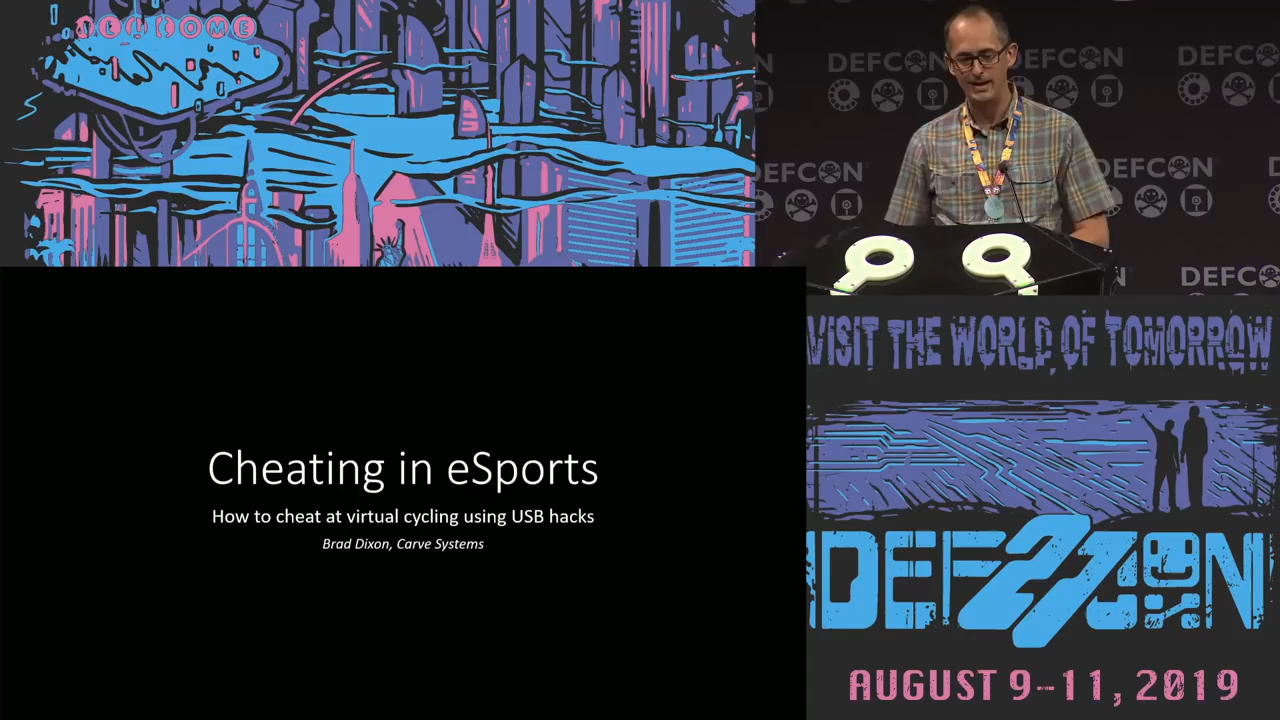 WELCOME
DEFCON
DEFCON
DEFCON
DEFCON
DEFCON
DEFCON
VISIT THE WORLD OF TOMORROW
Cheating in eSports
How to cheat at virtual cycling using USB hacks
Brad Dixon, Carve Systems
DEF27CON
AUGUST 9-11, 2019